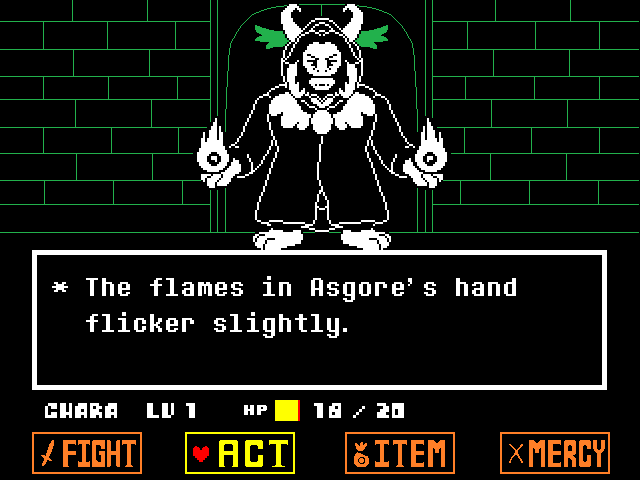 * The flames in Asgore's hand
flicker slightly.
CHARA LV 1 HP 18 / 20
FIGHT ACT ITEM MERCY